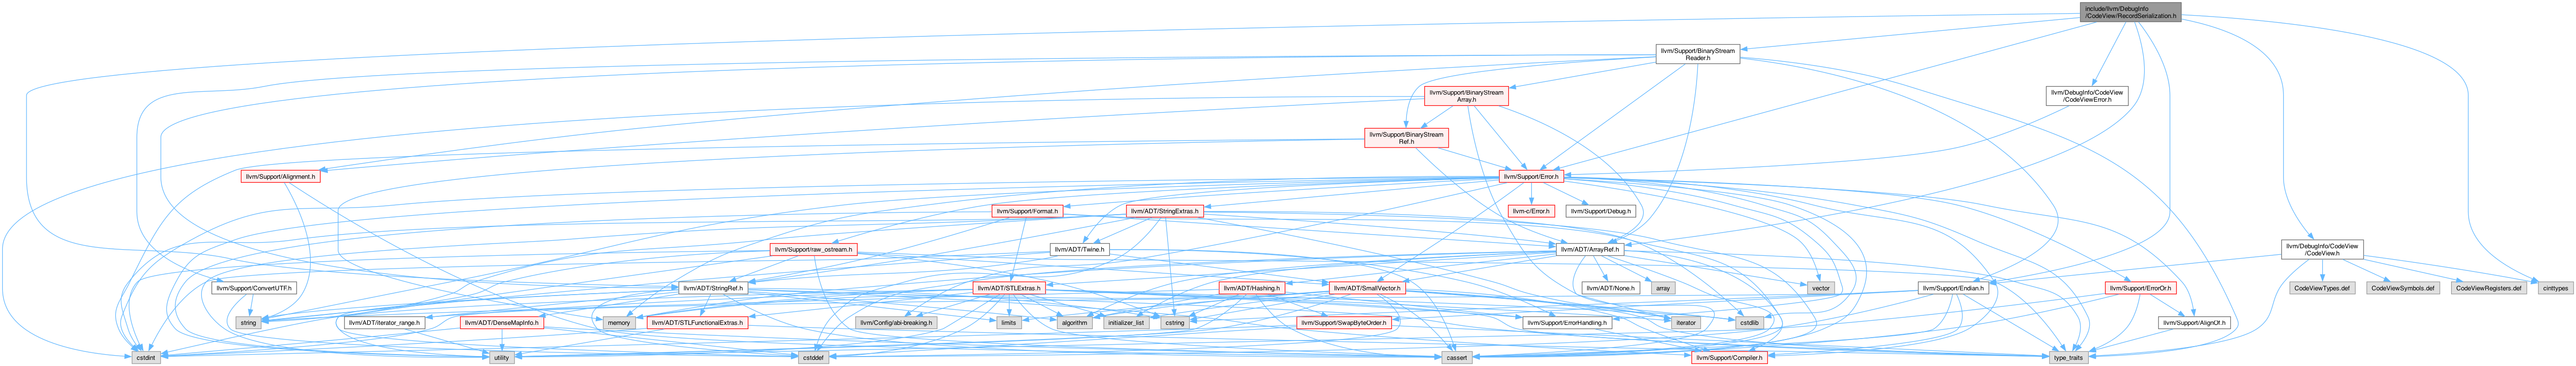 include/llvm/DebugInfo
/CodeView/RecordSerialization.h
llvm/Support/BinaryStream
Reader.h
llvm/Support/BinaryStream
Array.h
llvm/DebugInfo/CodeView
/CodeViewError.h
llvm/Support/BinaryStream
Ref.h
llvm/Support/Alignment.h
llvm/Support/Error.h
llvm/Support/Format.h
llvm/ADT/StringExtras.h
llvm-c/Error.h
llvm/Support/Debug.h
llvm/Support/raw_ostream.h
llvm/ADT/Twine.h
llvm/ADT/ArrayRef.h
llvm/DebugInfo/CodeView
/CodeView.h
llvm/Support/ConvertUTF.h
llvm/ADT/StringRef.h
llvm/ADT/STLExtras.h
llvm/ADT/Hashing.h
llvm/ADT/SmallVector.h
llvm/ADT/None.h
array
vector
llvm/Support/Endian.h
llvm/Support/ErrorOr.h
CodeViewTypes.def
CodeViewSymbols.def
CodeViewRegisters.def
cinttypes
string
llvm/ADT/iterator_range.h
llvm/ADT/DenseMapInfo.h
memory
llvm/ADT/STLFunctionalExtras.h
llvm/Config/abi-breaking.h
limits
algorithm
initializer_list
cstring
llvm/Support/SwapByteOrder.h
iterator
cstdlib
llvm/Support/ErrorHandling.h
llvm/Support/AlignOf.h
cstdint
utility
cstddef
cassert
llvm/Support/Compiler.h
type_traits